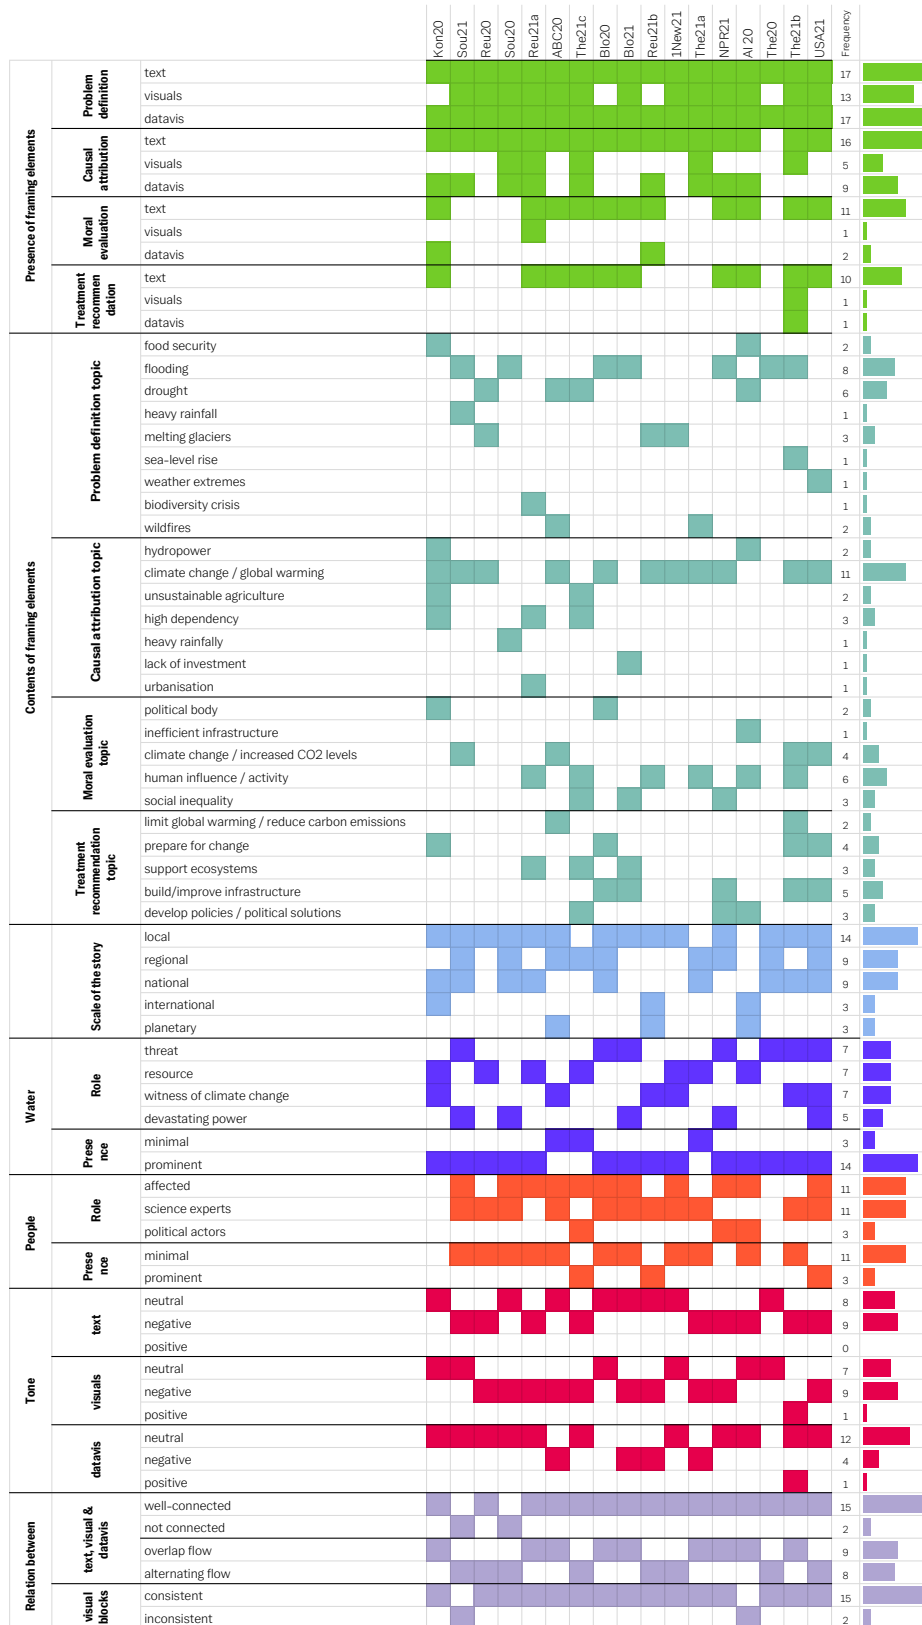 Kon20 Sou21 Reu20 Sou20 Reu21a ABC20 The21c Blo20 Blo21 Reu21b 1New21 The21a NPR21 AI 20 The20 The21b USA21 Frequency
Presence of framing elements
Problem
definition
text 17
visuals 13
datavis 17
Causal
attribution
text 16
visuals 5
datavis 9
Moral
evaluation
text 11
visuals 1
datavis 2
Treatment
recommen
dation
text 10
visuals 1
datavis 1
Contents of framing elements
Problem definition topic
food security 2
flooding 8
drought 6
heavy rainfall 1
melting glaciers 3
sea-level rise 1
weather extremes 1
biodiversity crisis 1
wildfires 2
Causal attribution topic
hydropower 2
climate change / global warming 11
unsustainable agriculture 2
high dependency 3
heavy rainfally 1
lack of investment 1
urbanisation 1
Moral evaluation
topic
political body 2
inefficient infrastructure 1
climate change / increased CO2 levels 4
human influence / activity 6
social inequality 3
Treatment
recommendation
topic
limit global warming / reduce carbon emissions 2
prepare for change 4
support ecosystems 3
build/improve infrastructure 5
develop policies / political solutions 3
Scale of the story
local 14
regional 9
national 9
international 3
planetary 3
Water
Role
threat 7
resource 7
witness of climate change 7
devastating power 5
Prese
nce
minimal 3
prominent 14
People
Role
affected 11
science experts 11
political actors 3
Prese
nce
minimal 11
prominent 3
Tone
text
neutral 8
negative 9
positive 0
visuals
neutral 7
negative 9
positive 1
datavis
neutral 12
negative 4
positive 1
Relation between
text, visual &
datavis
well-connected 15
not connected 2
overlap flow 9
alternating flow 8
visual
blocks
consistent 15
inconsistent 2